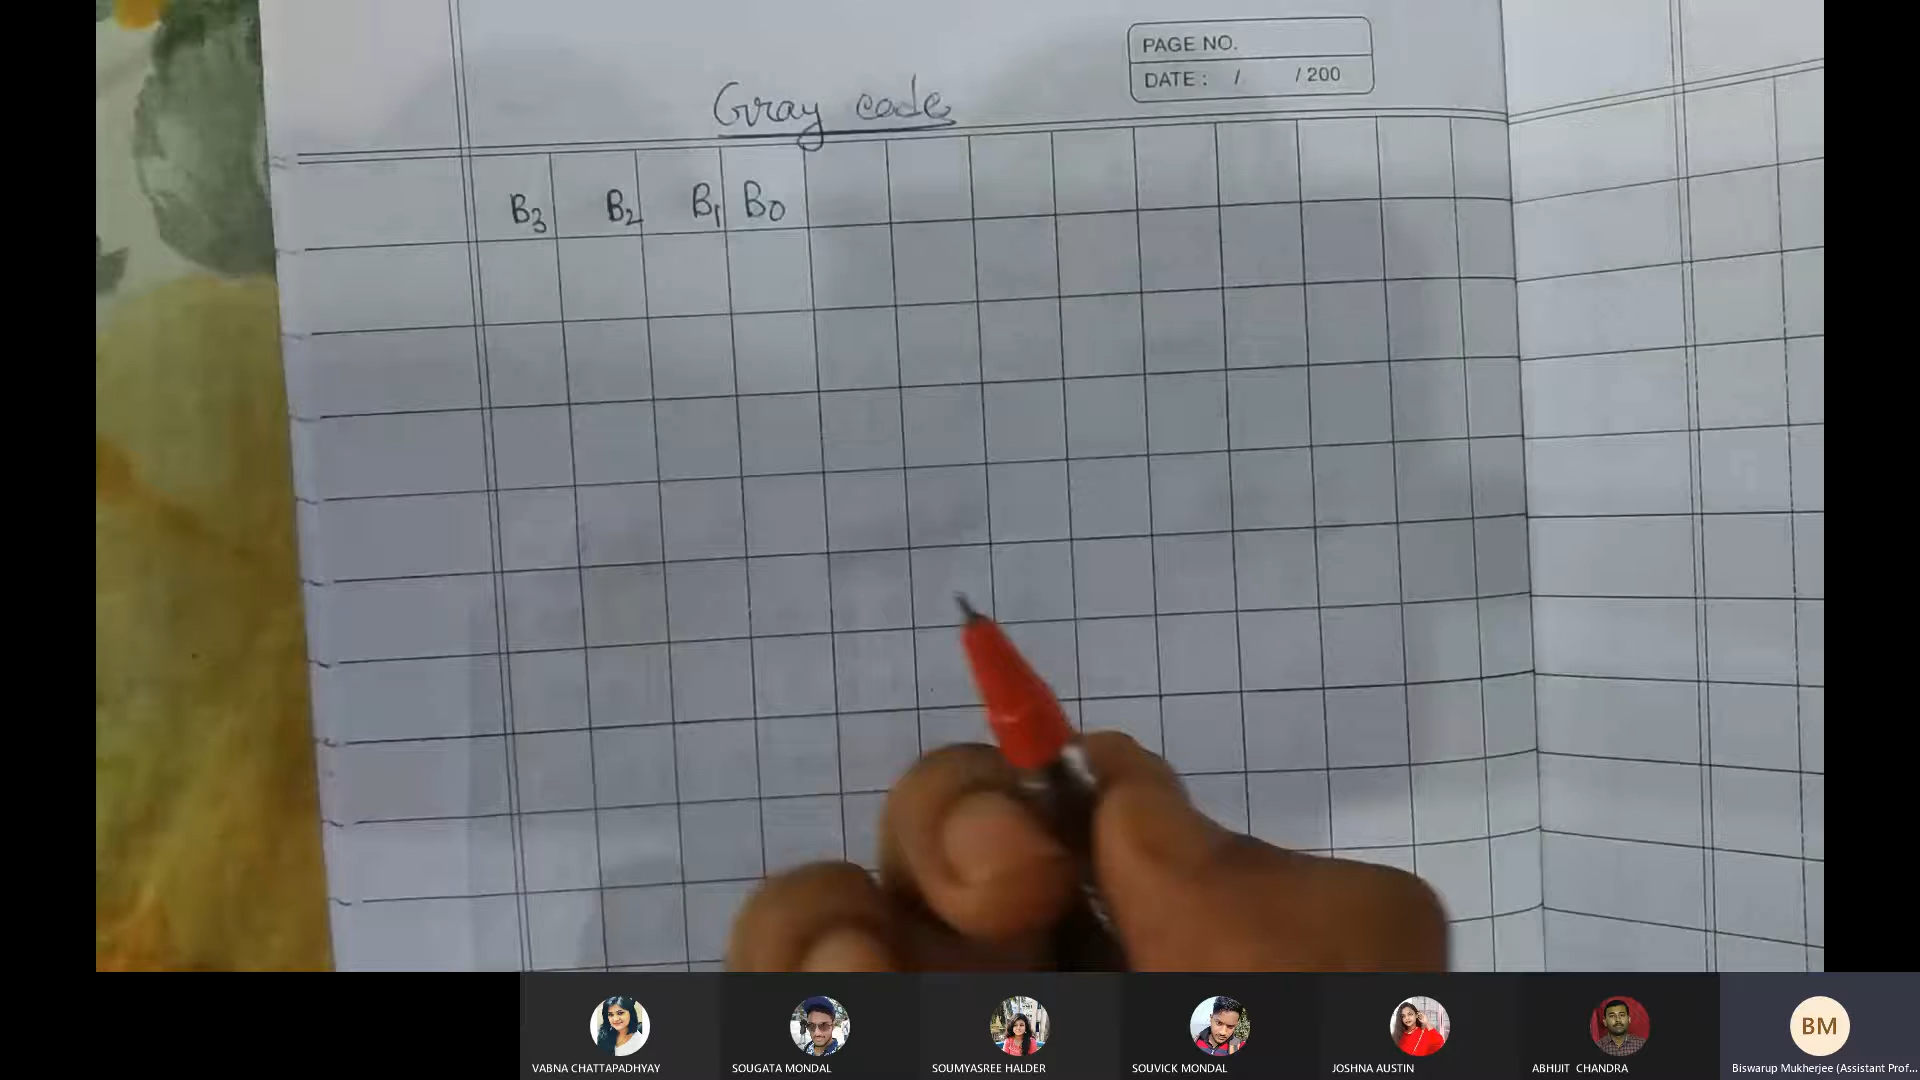 PAGE NO.
DATE : / / 200
Gray code
B3 B2 B1 B0
BM
VABNA CHATTAPADHYAY SOUGATA MONDAL SOUMYASREE HALDER SOUVICK MONDAL JOSHNA AUSTIN ABHIJIT CHANDRA Biswarup Mukherjee (Assistant Prof...